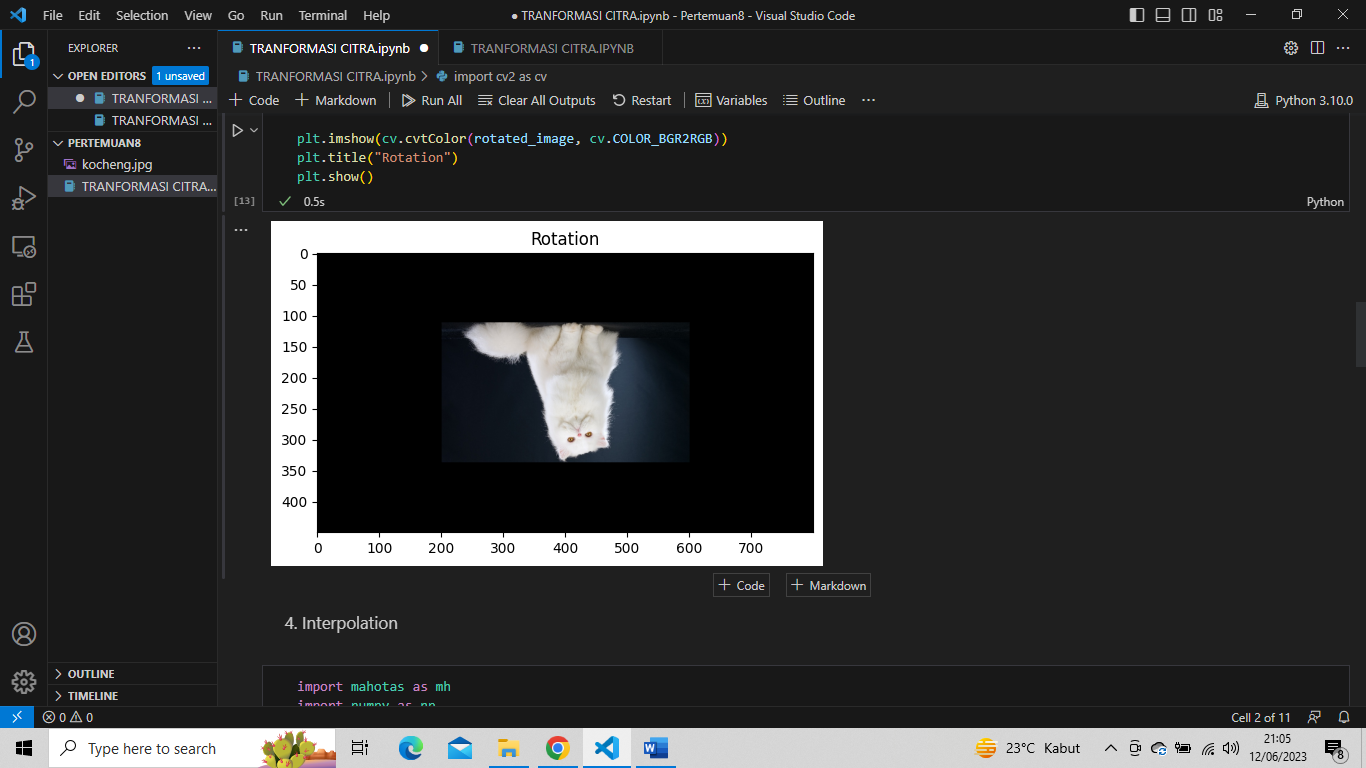 File Edit Selection View Go Run Terminal Help
● TRANFORMASI CITRA.ipynb - Pertemuan8 - Visual Studio Code
EXPLORER
OPEN EDITORS 1 unsaved
TRANFORMASI ...
TRANFORMASI ...
PERTEMUAN8
kocheng.jpg
TRANFORMASI CITRA...
OUTLINE
TIMELINE
1
TRANFORMASI CITRA.ipynb
TRANFORMASI CITRA.IPYNB
TRANFORMASI CITRA.ipynb > import cv2 as cv
+ Code + Markdown Run All Clear All Outputs Restart Variables Outline ...
Python 3.10.0
plt.imshow(cv.cvtColor(rotated_image, cv.COLOR_BGR2RGB))
plt.title("Rotation")
plt.show()
[13] ✓ 0.5s
Python
Rotation
0
50
100
150
200
250
300
350
400
0 100 200 300 400 500 600 700
+ Code + Markdown
4. Interpolation
import mahotas as mh
import numpy as np
0 0
Cell 2 of 11
Type here to search
23°C Kabut
21:05
12/06/2023
8